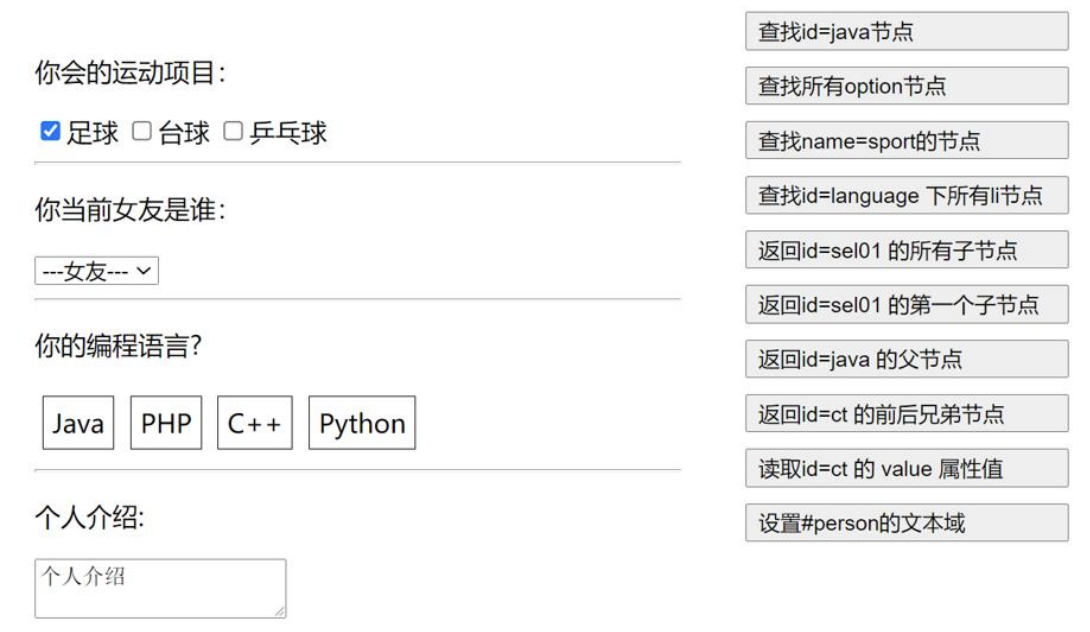 你会的运动项目：
足球 台球 乒乓球
你当前女友是谁：
---女友---
你的编程语言?
Java PHP C++ Python
个人介绍:
个人介绍
查找id=java节点
查找所有option节点
查找name=sport的节点
查找id=language 下所有li节点
返回id=sel01 的所有子节点
返回id=sel01 的第一个子节点
返回id=java 的父节点
返回id=ct 的前后兄弟节点
读取id=ct 的 value 属性值
设置#person的文本域